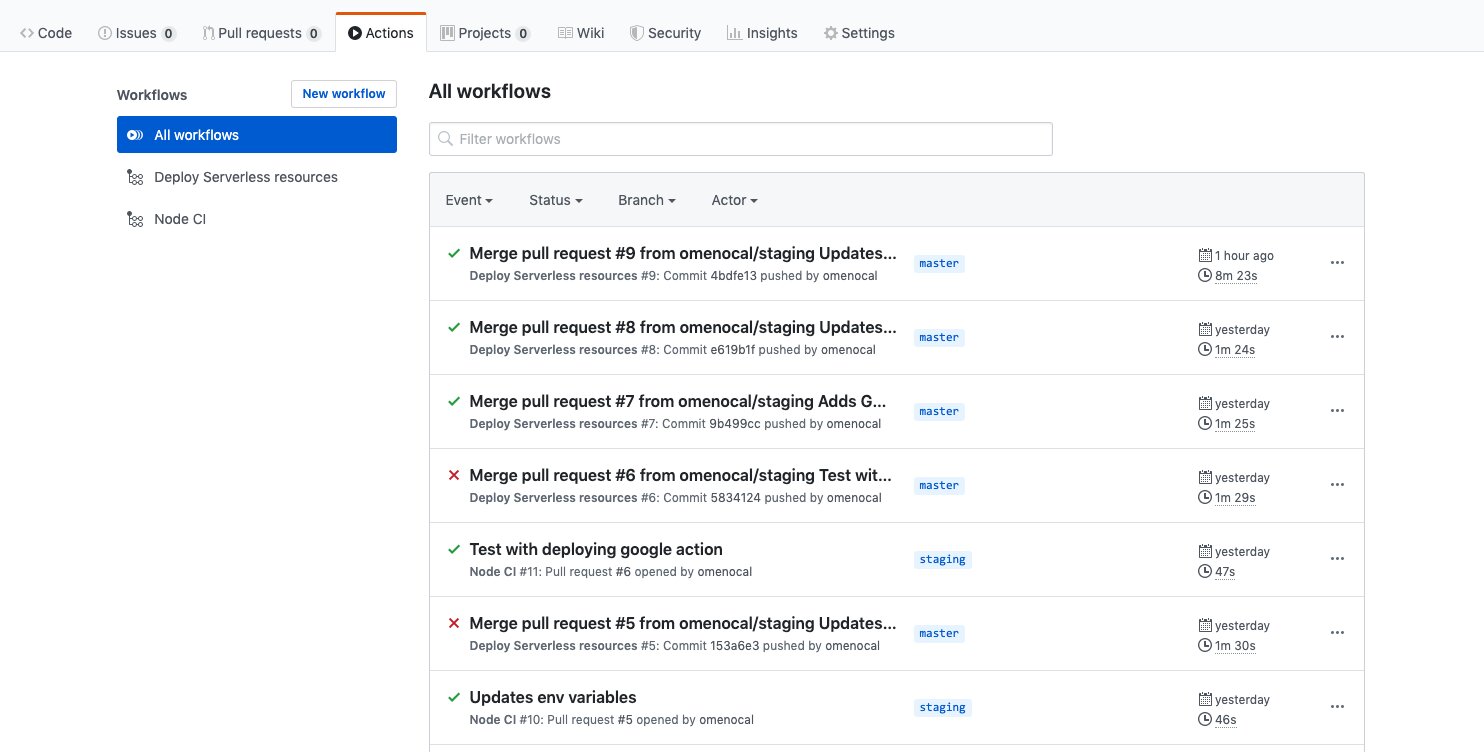 Code Issues 0 Pull requests 0 Actions Projects 0 Wiki Security Insights Settings
Workflows
New workflow
All workflows
Deploy Serverless resources
Node CI
All workflows
Filter workflows
Event Status Branch Actor
Merge pull request #9 from omenocal/staging Updates...
Deploy Serverless resources #9: Commit 4bdfe13 pushed by omenocal
master
1 hour ago
8m 23s
Merge pull request #8 from omenocal/staging Updates...
Deploy Serverless resources #8: Commit e619b1f pushed by omenocal
master
yesterday
1m 24s
Merge pull request #7 from omenocal/staging Adds G...
Deploy Serverless resources #7: Commit 9b499cc pushed by omenocal
master
yesterday
1m 25s
Merge pull request #6 from omenocal/staging Test wit...
Deploy Serverless resources #6: Commit 5834124 pushed by omenocal
master
yesterday
1m 29s
Test with deploying google action
Node CI #11: Pull request #6 opened by omenocal
staging
yesterday
47s
Merge pull request #5 from omenocal/staging Updates...
Deploy Serverless resources #5: Commit 153a6e3 pushed by omenocal
master
yesterday
1m 30s
Updates env variables
Node CI #10: Pull request #5 opened by omenocal
staging
yesterday
46s